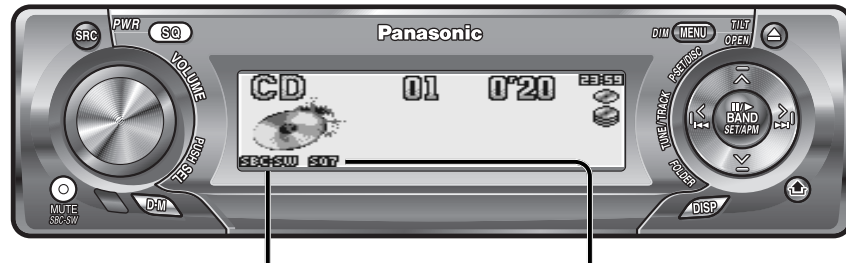 PWR
SRC
SQ
VOLUME
PUSH SEL
MUTE
SBC-SW
D·M
Panasonic
CD 01 0"20 23:59
SBC-SW SQ7
DIM MENU TILT
OPEN
P·SET/DISC
TUNE/TRACK
FOLDER
BAND
SET/APM
DISP